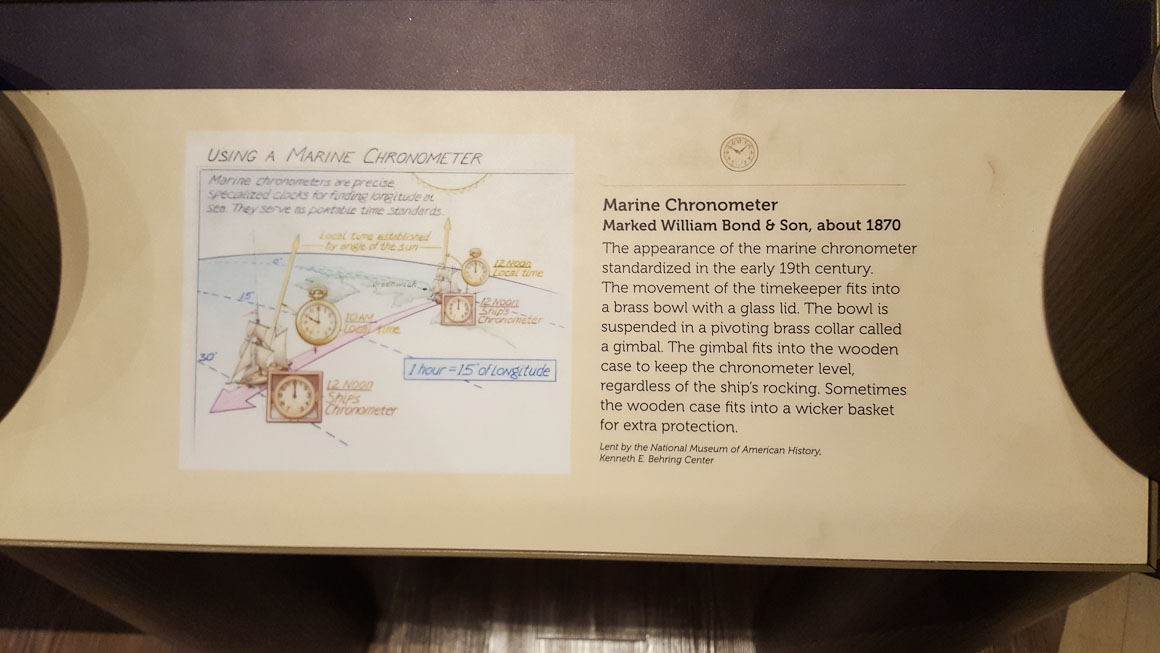 USING A MARINE CHRONOMETER
Marine chronometers are precise,
specialized clocks for finding longitude at
sea. They serve as portable time standards.
Local time established
by angle of the sun
0°
15°
30°
Greenwich
12 Noon
Local time
12 Noon
Ship's
Chronometer
10 AM
Local time
1 hour = 15° of longitude
12 Noon
Ship's
Chronometer
Marine Chronometer
Marked William Bond & Son, about 1870
The appearance of the marine chronometer
standardized in the early 19th century.
The movement of the timekeeper fits into
a brass bowl with a glass lid. The bowl is
suspended in a pivoting brass collar called
a gimbal. The gimbal fits into the wooden
case to keep the chronometer level,
regardless of the ship's rocking. Sometimes
the wooden case fits into a wicker basket
for extra protection.
Lent by the National Museum of American History,
Kenneth E. Behring Center